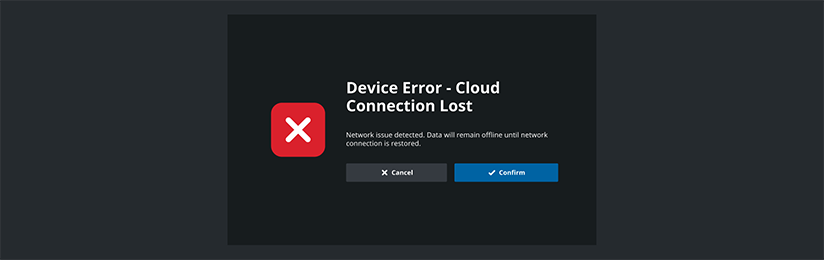 Device Error - Cloud
Connection Lost
Network issue detected. Data will remain offline until network
connection is restored.
Cancel
Confirm